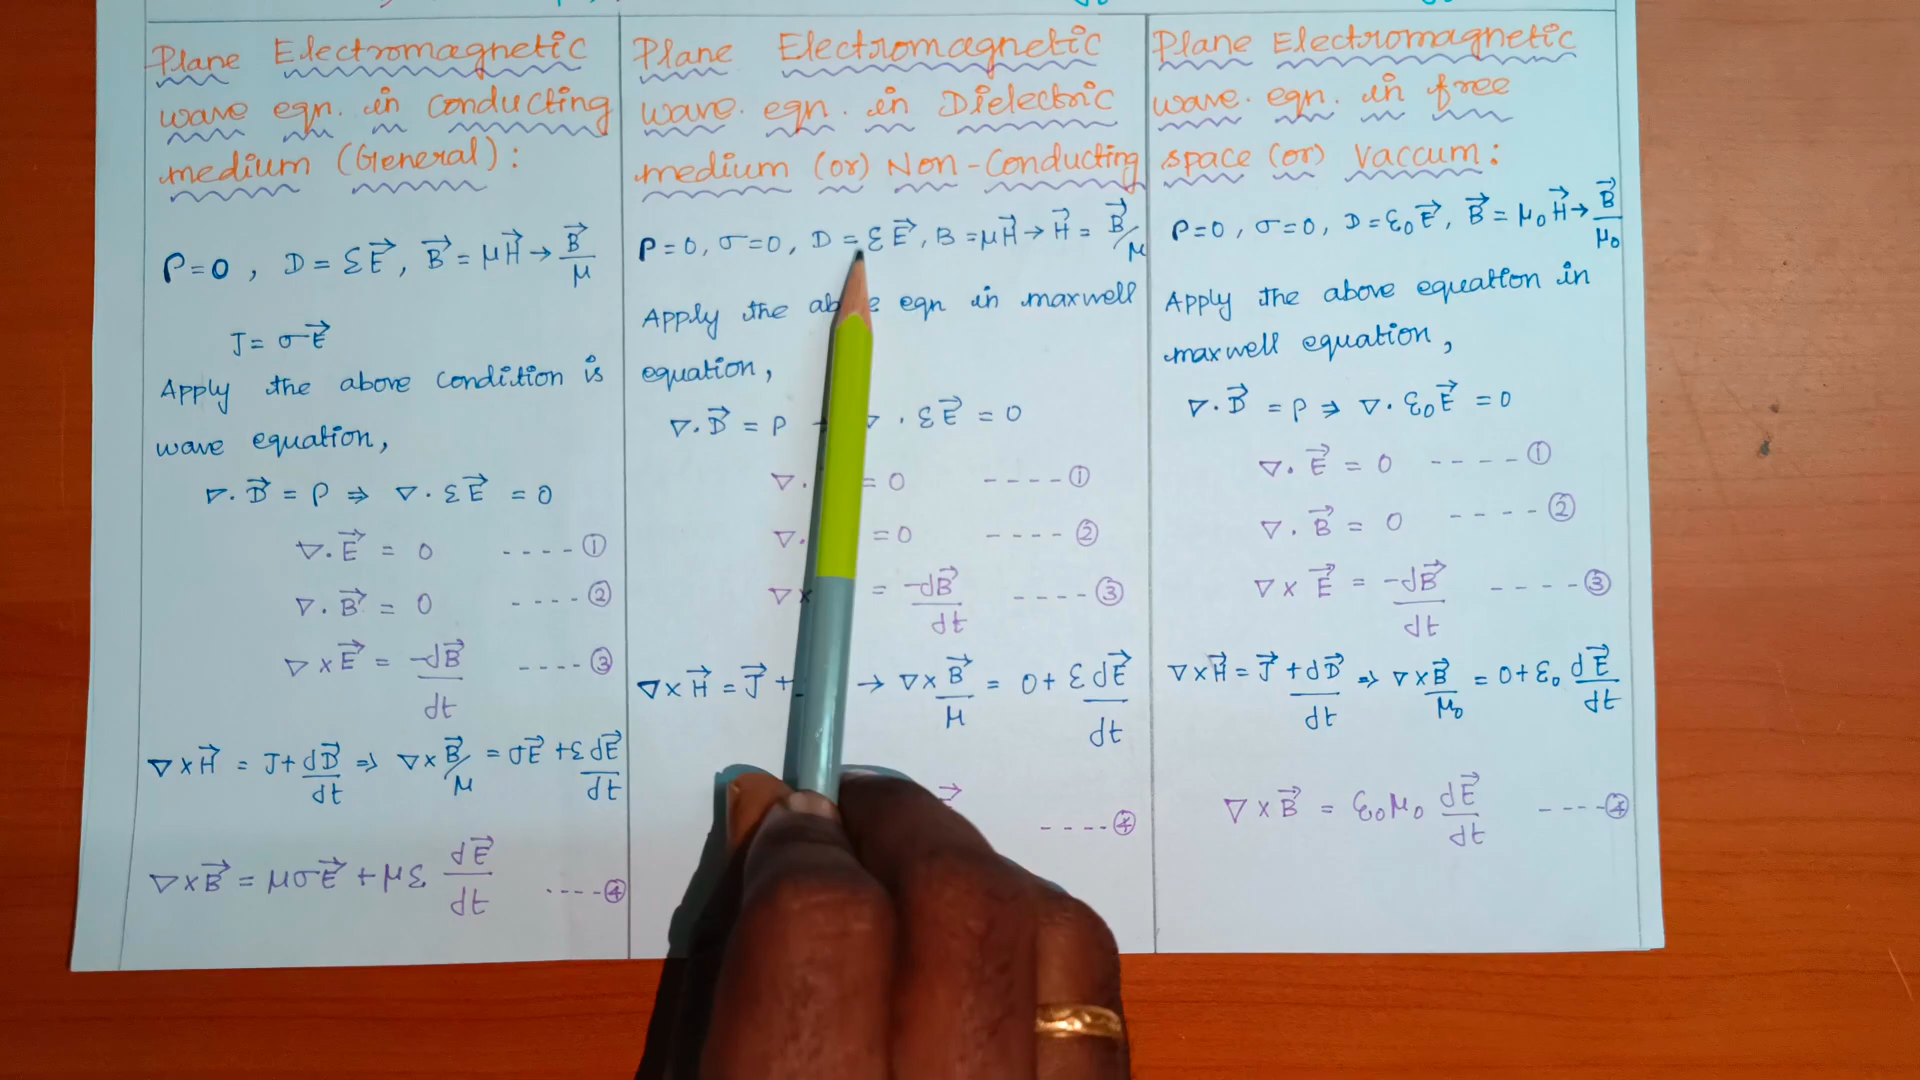 Plane Electromagnetic
wave eqn. in conducting
medium (General):
ρ=0, D = εE⃗, B⃗ = μH⃗ → B⃗/μ
J = σE⃗
Apply the above condition is
wave equation,
∇.D⃗ = ρ ⇒ ∇.εE⃗ = 0
∇.E⃗ = 0 ----①
∇.B⃗ = 0 ----②
∇×E⃗ = -dB⃗/dt ----③
∇×H⃗ = J+dD⃗/dt ⇒ ∇×B⃗/μ = σE⃗ +ε dE⃗/dt
∇×B⃗ = μσE⃗ + με dE⃗/dt ----④
Plane Electromagnetic
wave. eqn. in Dielectric
medium (or) Non-Conducting
ρ=0, σ=0, D = εE⃗, B =μH⃗ → H⃗ = B⃗/μ
Apply the eqn in maxwell
equation,
∇.D⃗ = ρ . εE⃗ = 0
∇. = 0 ----①
∇. = 0 ----②
∇× = -dB⃗/dt ----③
∇×H⃗ = J⃗ + → ∇×B⃗/μ = 0+ ε dE⃗/dt
----④
Plane Electromagnetic
wave. eqn. in free
space (or) Vaccum:
ρ=0, σ=0, D = ε₀E⃗, B⃗ = μ₀H⃗ → B⃗/μ₀
Apply the above equation in
maxwell equation,
∇.D⃗ = ρ ⇒ ∇.ε₀E⃗ = 0
∇.E⃗ = 0 ----①
∇.B⃗ = 0 ----②
∇×E⃗ = -dB⃗/dt ----③
∇×H⃗ = J⃗ +dD⃗/dt ⇒ ∇×B⃗/μ₀ = 0+ε₀ dE⃗/dt
∇×B⃗ = ε₀μ₀ dE⃗/dt ----④